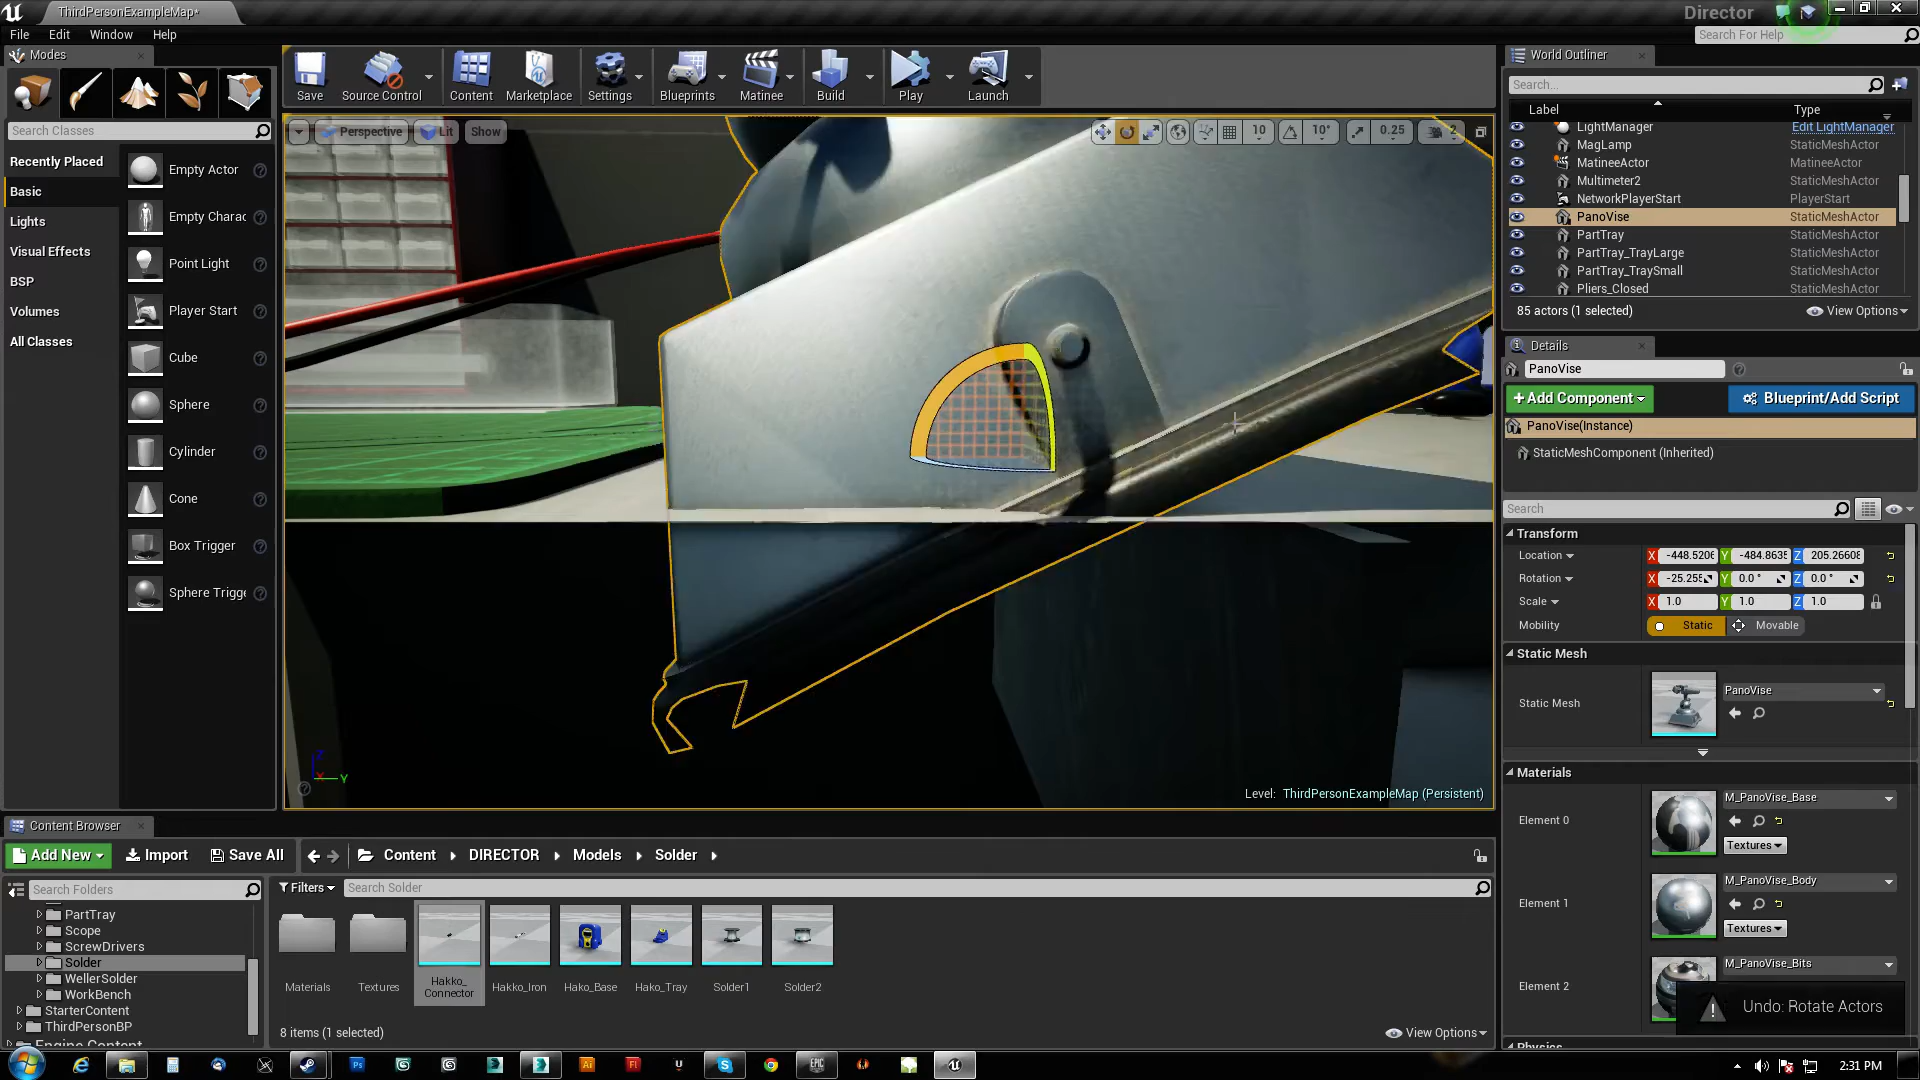 ThirdPersonExampleMap*
Director
File Edit Window Help
Search For Help
Modes
Search Classes
Recently Placed
Basic
Lights
Visual Effects
BSP
Volumes
All Classes
Empty Actor
Empty Charac
Point Light
Player Start
Cube
Sphere
Cylinder
Cone
Box Trigger
Sphere Trigge
Save
Source Control
Content
Marketplace
Settings
Blueprints
Matinee
Build
Play
Launch
Perspective
Lit
Show
10
10°
0.25
2
Level: ThirdPersonExampleMap (Persistent)
World Outliner
Search...
Label Type
LightManager Edit LightManager
MagLamp StaticMeshActor
MatineeActor MatineeActor
Multimeter2 StaticMeshActor
NetworkPlayerStart PlayerStart
PanoVise StaticMeshActor
PartTray StaticMeshActor
PartTray_TrayLarge StaticMeshActor
PartTray_TraySmall StaticMeshActor
Pliers_Closed StaticMeshActor
85 actors (1 selected)
View Options
Details
PanoVise
+Add Component
Blueprint/Add Script
PanoVise(Instance)
StaticMeshComponent (Inherited)
Search
Transform
Location X -448.5206 Y -484.8635 Z 205.26608
Rotation X -25.255 Y 0.0° Z 0.0°
Scale X 1.0 Y 1.0 Z 1.0
Mobility Static Movable
Static Mesh
Static Mesh PanoVise
Materials
Element 0 M_PanoVise_Base
Textures
Element 1 M_PanoVise_Body
Textures
Element 2 M_PanoVise_Bits
Undo: Rotate Actors
Physics
Content Browser
Add New Import Save All Content DIRECTOR Models Solder
Search Folders
PartTray
Scope
ScrewDrivers
Solder
WellerSolder
WorkBench
StarterContent
ThirdPersonBP
Engine Content
Filters
Search Solder
Materials
Textures
Hakko_
Connector
Hakko_Iron
Hako_Base
Hako_Tray
Solder1
Solder2
8 items (1 selected)
View Options
2:31 PM